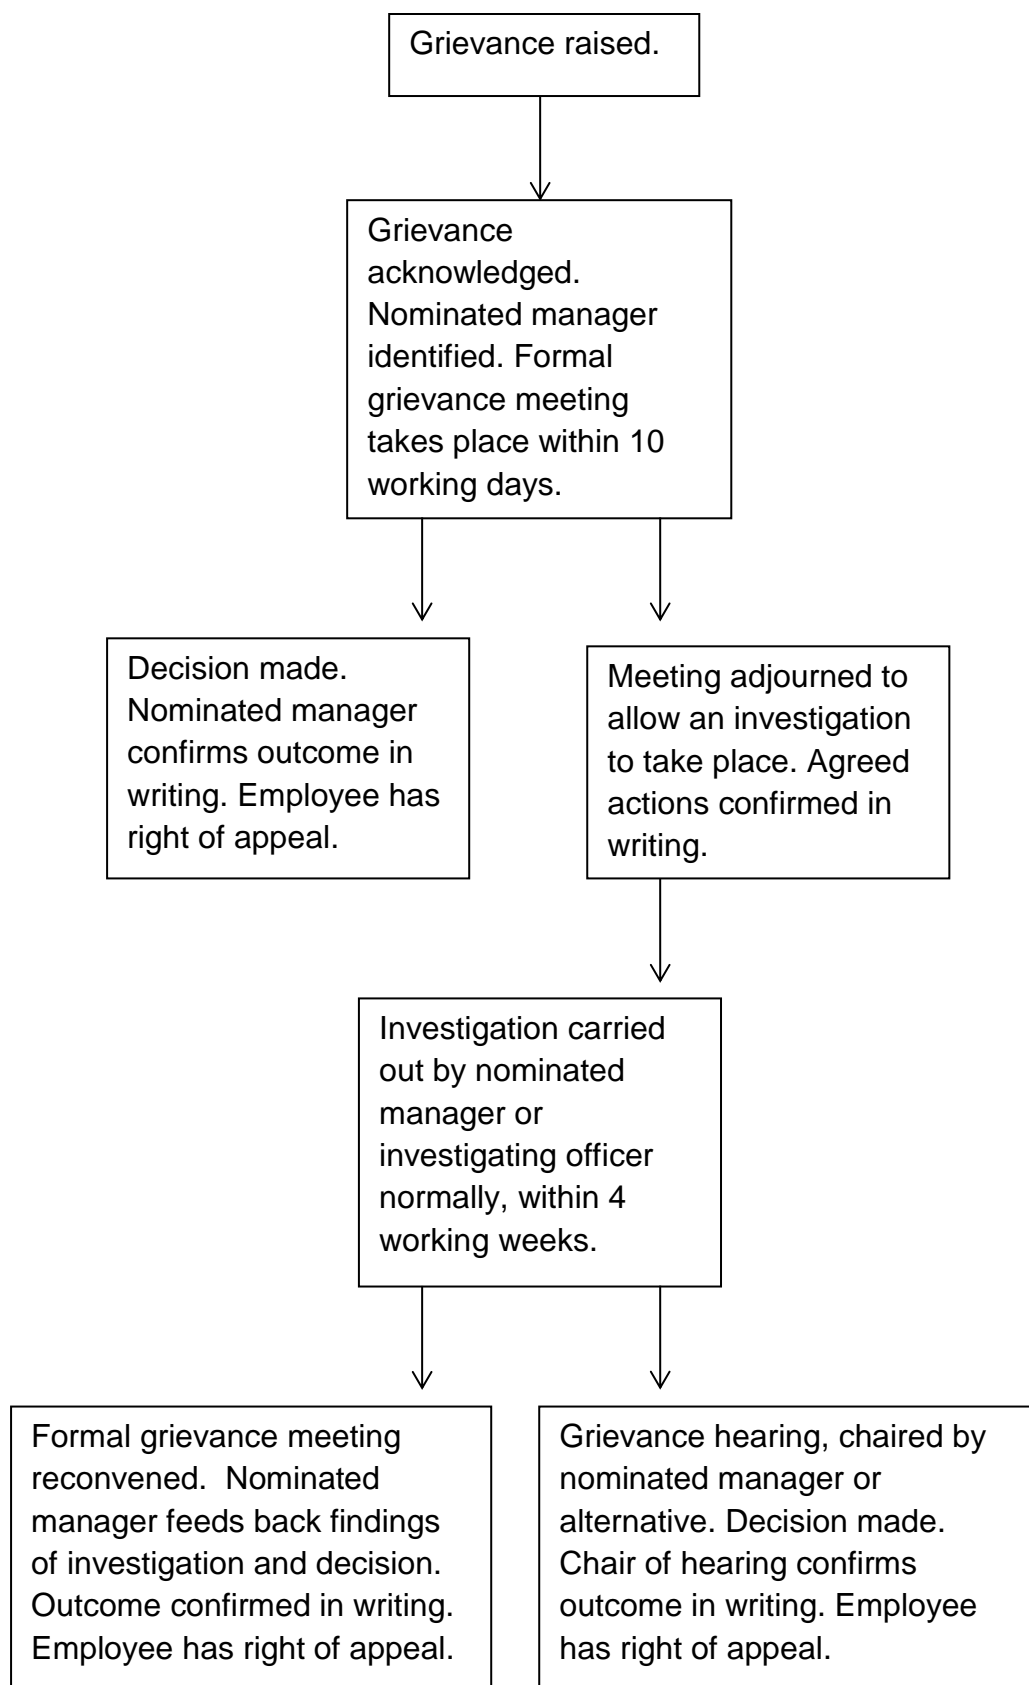 Grievance raised.
Grievance
acknowledged.
Nominated manager
identified. Formal
grievance meeting
takes place within 10
working days.
Decision made.
Nominated manager
confirms outcome in
writing. Employee has
right of appeal.
Meeting adjourned to
allow an investigation
to take place. Agreed
actions confirmed in
writing.
Investigation carried
out by nominated
manager or
investigating officer
normally, within 4
working weeks.
Formal grievance meeting
reconvened.  Nominated
manager feeds back findings
of investigation and decision.
Outcome confirmed in writing.
Employee has right of appeal.
Grievance hearing, chaired by
nominated manager or
alternative. Decision made.
Chair of hearing confirms
outcome in writing. Employee
has right of appeal.